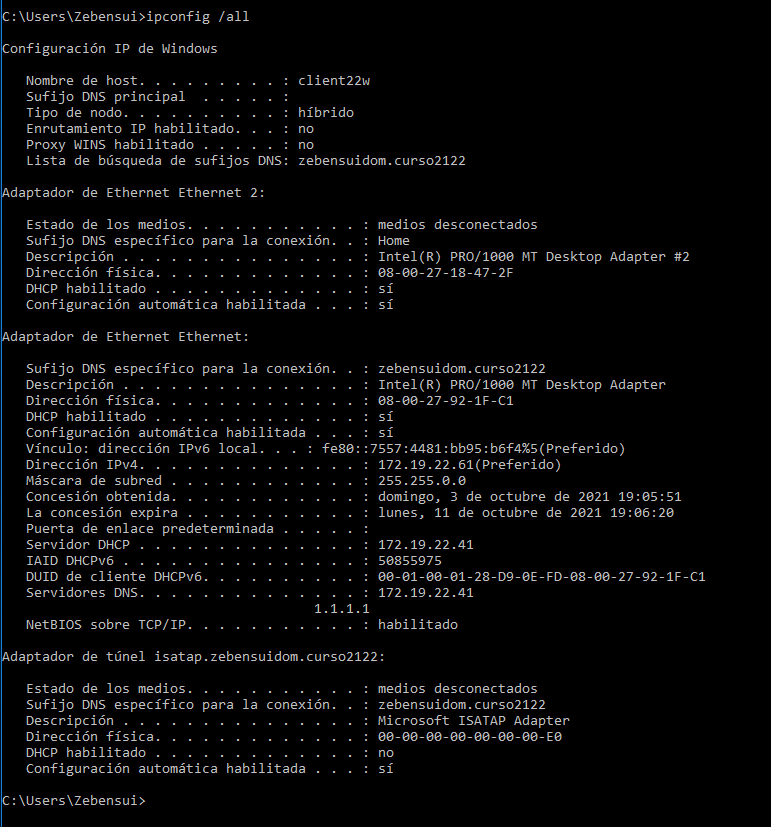 C:\Users\Zebensui>ipconfig /all
Configuración IP de Windows
Nombre de host. . . . . . . . . : client22w
Sufijo DNS principal  . . . . . :
Tipo de nodo. . . . . . . . . . : híbrido
Enrutamiento IP habilitado. . . : no
Proxy WINS habilitado . . . . . : no
Lista de búsqueda de sufijos DNS: zebensuidom.curso2122
Adaptador de Ethernet Ethernet 2:
Estado de los medios. . . . . . . . . . . : medios desconectados
Sufijo DNS específico para la conexión. . : Home
Descripción . . . . . . . . . . . . . . . : Intel(R) PRO/1000 MT Desktop Adapter #2
Dirección física. . . . . . . . . . . . . : 08-00-27-18-47-2F
DHCP habilitado . . . . . . . . . . . . . : sí
Configuración automática habilitada . . . : sí
Adaptador de Ethernet Ethernet:
Sufijo DNS específico para la conexión. . : zebensuidom.curso2122
Descripción . . . . . . . . . . . . . . . : Intel(R) PRO/1000 MT Desktop Adapter
Dirección física. . . . . . . . . . . . . : 08-00-27-92-1F-C1
DHCP habilitado . . . . . . . . . . . . . : sí
Configuración automática habilitada . . . : sí
Vínculo: dirección IPv6 local. . . : fe80::7557:4481:bb95:b6f4%5(Preferido)
Dirección IPv4. . . . . . . . . . . . . . : 172.19.22.61(Preferido)
Máscara de subred . . . . . . . . . . . . : 255.255.0.0
Concesión obtenida. . . . . . . . . . . . : domingo, 3 de octubre de 2021 19:05:51
La concesión expira . . . . . . . . . . . : lunes, 11 de octubre de 2021 19:06:20
Puerta de enlace predeterminada . . . . . :
Servidor DHCP . . . . . . . . . . . . . . : 172.19.22.41
IAID DHCPv6 . . . . . . . . . . . . . . . : 50855975
DUID de cliente DHCPv6. . . . . . . . . . : 00-01-00-01-28-D9-0E-FD-08-00-27-92-1F-C1
Servidores DNS. . . . . . . . . . . . . . : 172.19.22.41
1.1.1.1
NetBIOS sobre TCP/IP. . . . . . . . . . . : habilitado
Adaptador de túnel isatap.zebensuidom.curso2122:
Estado de los medios. . . . . . . . . . . : medios desconectados
Sufijo DNS específico para la conexión. . : zebensuidom.curso2122
Descripción . . . . . . . . . . . . . . . : Microsoft ISATAP Adapter
Dirección física. . . . . . . . . . . . . : 00-00-00-00-00-00-00-E0
DHCP habilitado . . . . . . . . . . . . . : no
Configuración automática habilitada . . . : sí
C:\Users\Zebensui>